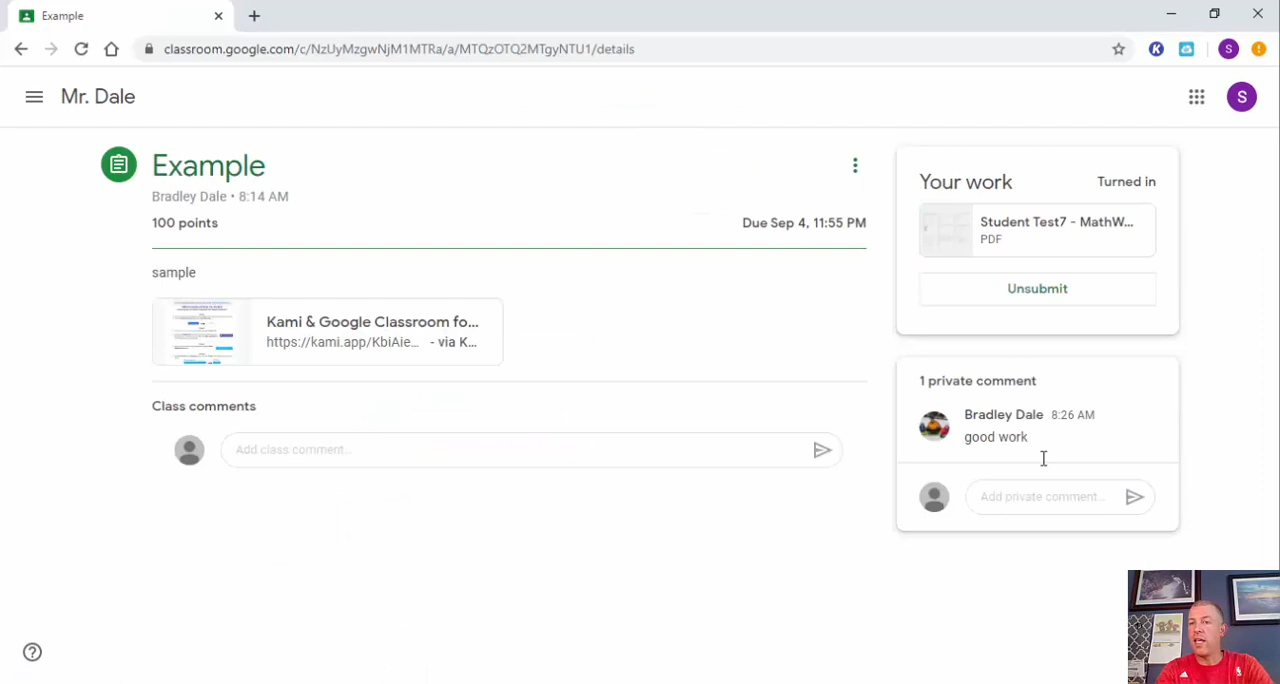 Example
classroom.google.com/c/NzUyMzgwNjM1MTRa/a/MTQzOTQ2MTgyNTU1/details
K
S
Mr. Dale
S
Example
Bradley Dale • 8:14 AM
100 points
Due Sep 4, 11:55 PM
sample
Kami & Google Classroom fo...
https://kami.app/KbiAie... - via K...
Class comments
Add class comment...
Your work
Turned in
Student Test7 - MathW...
PDF
Unsubmit
1 private comment
Bradley Dale 8:26 AM
good work
Add private comment...